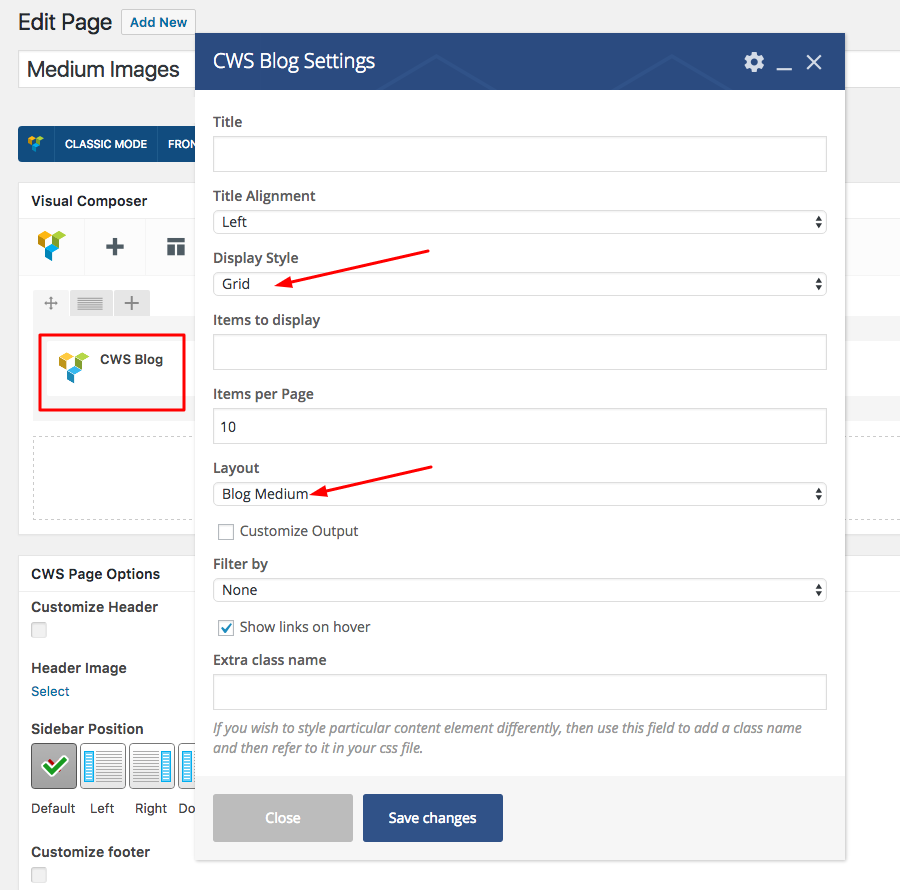 Edit Page
Add New
Medium Images
CLASSIC MODE
FRON
Visual Composer
CWS Blog
CWS Page Options
Customize Header
Header Image
Select
Sidebar Position
Default Left Right Do
Customize footer
CWS Blog Settings
Title
Title Alignment
Left
Display Style
Grid
Items to display
Items per Page
10
Layout
Blog Medium
Customize Output
Filter by
None
Show links on hover
Extra class name
If you wish to style particular content element differently, then use this field to add a class name
and then refer to it in your css file.
Close
Save changes